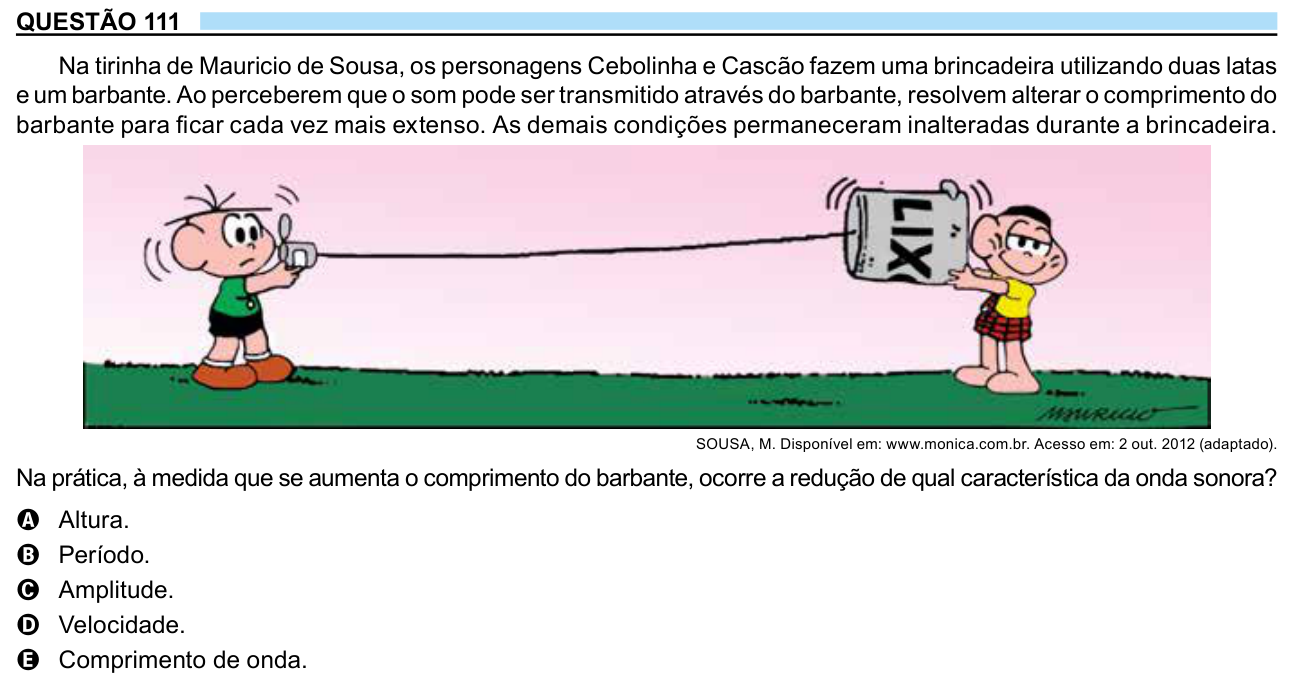 QUESTÃO 111
Na tirinha de Mauricio de Sousa, os personagens Cebolinha e Cascão fazem uma brincadeira utilizando duas latas
e um barbante. Ao perceberem que o som pode ser transmitido através do barbante, resolvem alterar o comprimento do
barbante para ficar cada vez mais extenso. As demais condições permaneceram inalteradas durante a brincadeira.
LIXO
MAURICIO
SOUSA, M. Disponível em: www.monica.com.br. Acesso em: 2 out. 2012 (adaptado).
Na prática, à medida que se aumenta o comprimento do barbante, ocorre a redução de qual característica da onda sonora?
A Altura.
B Período.
C Amplitude.
D Velocidade.
E Comprimento de onda.